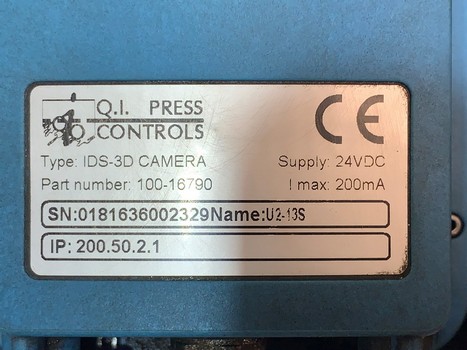 Q.I. PRESS
CONTROLS
CE
Type: IDS-3D CAMERA Supply: 24VDC
Part number: 100-16790 I max: 200mA
SN:0181636002329Name:U2-13S
IP: 200.50.2.1